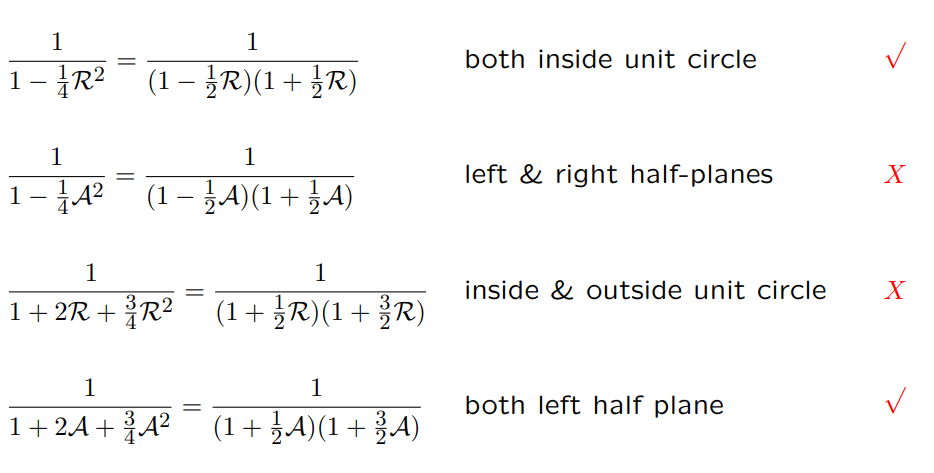 $\frac{1}{1-\frac{1}{4}\mathcal{R}^2} = \frac{1}{(1-\frac{1}{2}\mathcal{R})(1+\frac{1}{2}\mathcal{R})}$ both inside unit circle √
$\frac{1}{1-\frac{1}{4}\mathcal{A}^2} = \frac{1}{(1-\frac{1}{2}\mathcal{A})(1+\frac{1}{2}\mathcal{A})}$ left & right half-planes X
$\frac{1}{1+2\mathcal{R}+\frac{3}{4}\mathcal{R}^2} = \frac{1}{(1+\frac{1}{2}\mathcal{R})(1+\frac{3}{2}\mathcal{R})}$ inside & outside unit circle X
$\frac{1}{1+2\mathcal{A}+\frac{3}{4}\mathcal{A}^2} = \frac{1}{(1+\frac{1}{2}\mathcal{A})(1+\frac{3}{2}\mathcal{A})}$ both left half plane √